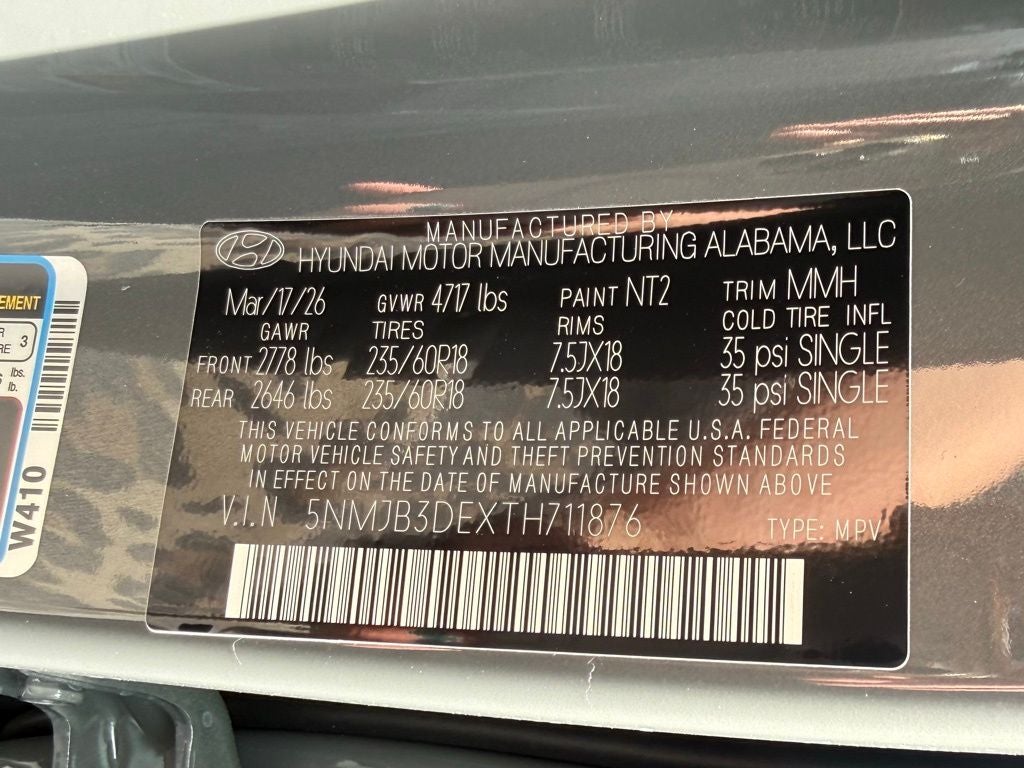 MANUFACTURED BY
HYUNDAI MOTOR MANUFACTURING ALABAMA, LLC
Mar/17/26 GVWR 4717 lbs PAINT NT2 TRIM MMH
GAWR TIRES RIMS COLD TIRE INFL
FRONT 2778 lbs 235/60R18 7.5JX18 35 psi SINGLE
REAR 2646 lbs 235/60R18 7.5JX18 35 psi SINGLE
THIS VEHICLE CONFORMS TO ALL APPLICABLE U.S.A. FEDERAL
MOTOR VEHICLE SAFETY AND THEFT PREVENTION STANDARDS
IN EFFECT ON THE DATE OF MANUFACTURE SHOWN ABOVE
V.I.N 5NMJB3DEXTH711876 TYPE: MPV
3
lbs.
lb.
W410